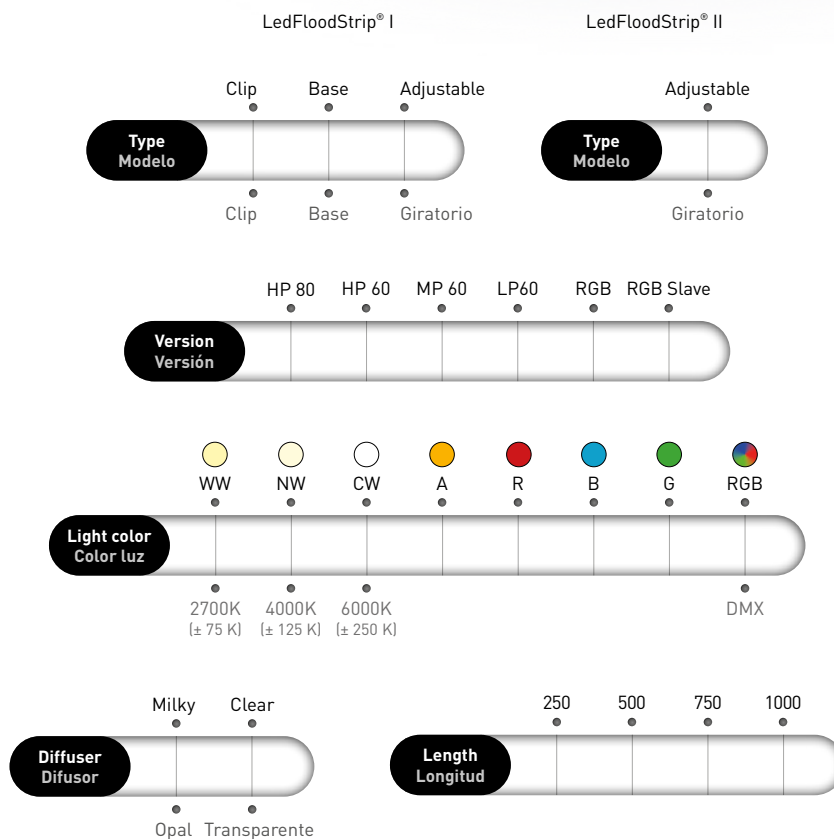 LedFloodStrip® I
LedFloodStrip® II
Clip Base Adjustable
Type
Modelo
Clip Base Giratorio
Adjustable
Type
Modelo
Giratorio
HP 80 HP 60 MP 60 LP60 RGB RGB Slave
Version
Versión
WW NW CW A R B G RGB
Light color
Color luz
2700K 4000K 6000K DMX
(± 75 K) (± 125 K) (± 250 K)
Milky Clear
Diffuser
Difusor
Opal Transparente
250 500 750 1000
Length
Longitud